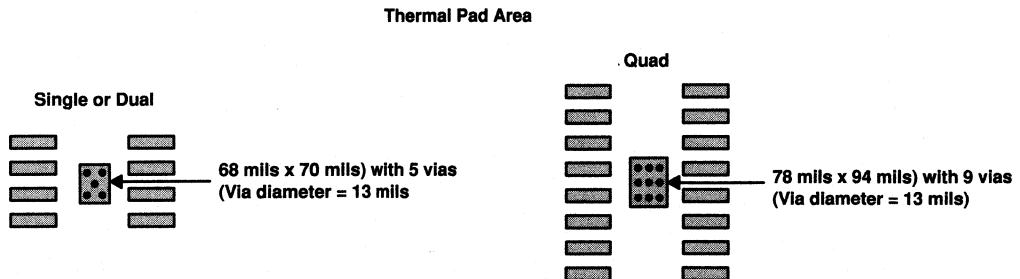 Thermal Pad Area
Single or Dual
68 mils x 70 mils) with 5 vias
(Via diameter = 13 mils
Quad
78 mils x 94 mils) with 9 vias
(Via diameter = 13 mils)